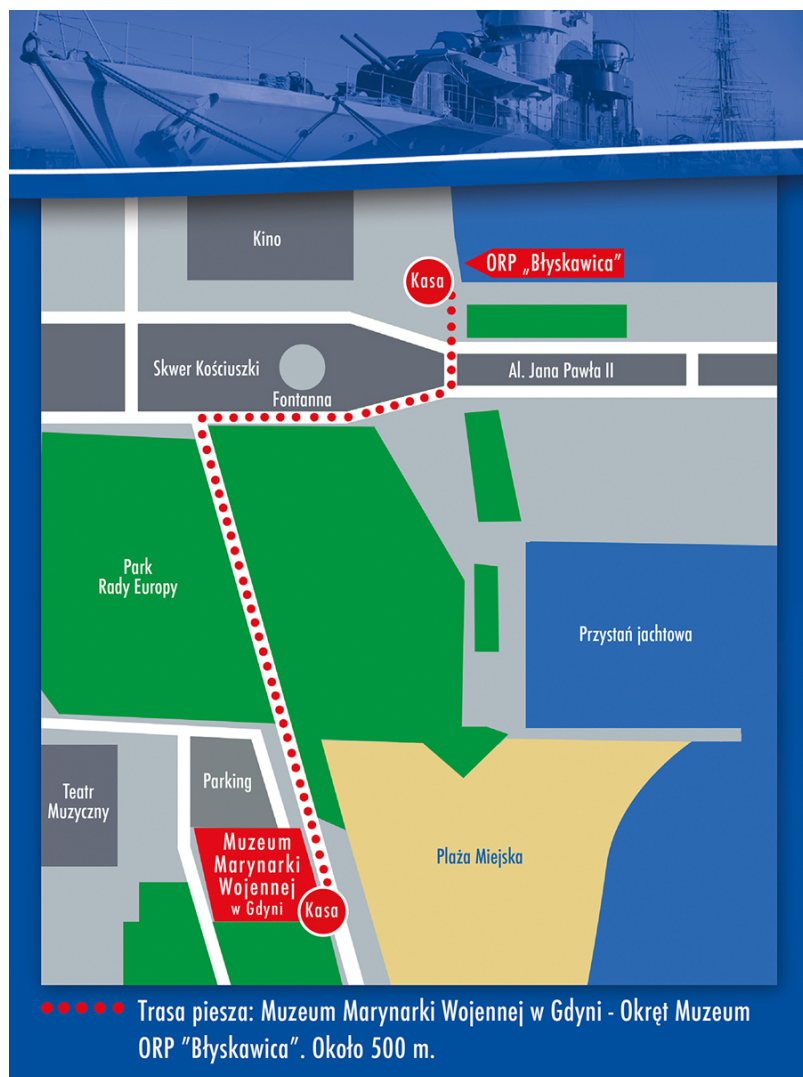 Kino
ORP „Błyskawica”
Kasa
Skwer Kościuszki
Al. Jana Pawła II
Fontanna
Park
Rady Europy
Przystań jachtowa
Parking
Teatr
Muzyczny
Muzeum
Marynarki
Wojennej
w Gdyni
Kasa
Plaża Miejska
Trasa piesza: Muzeum Marynarki Wojennej w Gdyni - Okręt Muzeum
ORP ”Błyskawica”. Około 500 m.